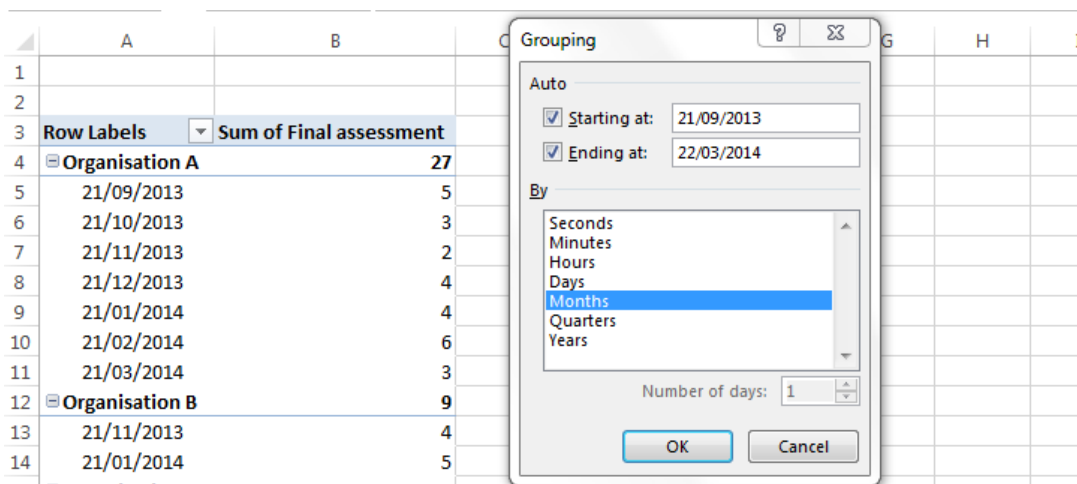 A B C G H
1
2
3 Row Labels Sum of Final assessment
4 Organisation A 27
5 21/09/2013 5
6 21/10/2013 3
7 21/11/2013 2
8 21/12/2013 4
9 21/01/2014 4
10 21/02/2014 6
11 21/03/2014 3
12 Organisation B 9
13 21/11/2013 4
14 21/01/2014 5
Grouping
Auto
Starting at: 21/09/2013
Ending at: 22/03/2014
By
Seconds
Minutes
Hours
Days
Months
Quarters
Years
Number of days: 1
OK Cancel